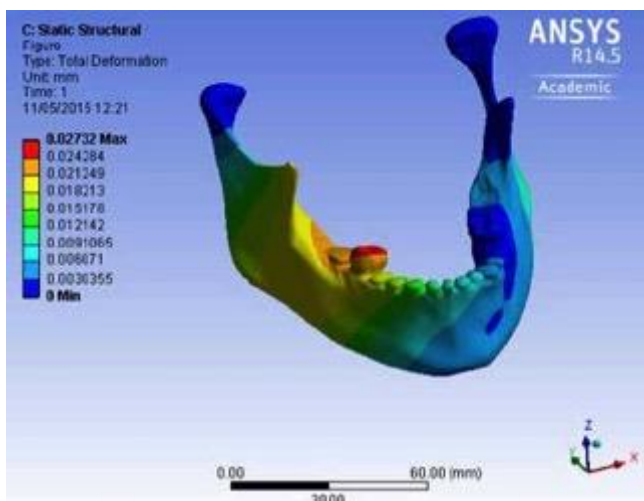 C: Static Structural
Figure
Type: Total Deformation
Unit: mm
Time: 1
11/05/2015 12:21
0.02732 Max
0.024284
0.021249
0.018213
0.015178
0.012142
0.0091065
0.006071
0.0030355
0 Min
ANSYS
R14.5
Academic
0.00
60.00 (mm)
30.00
Z
Y
X